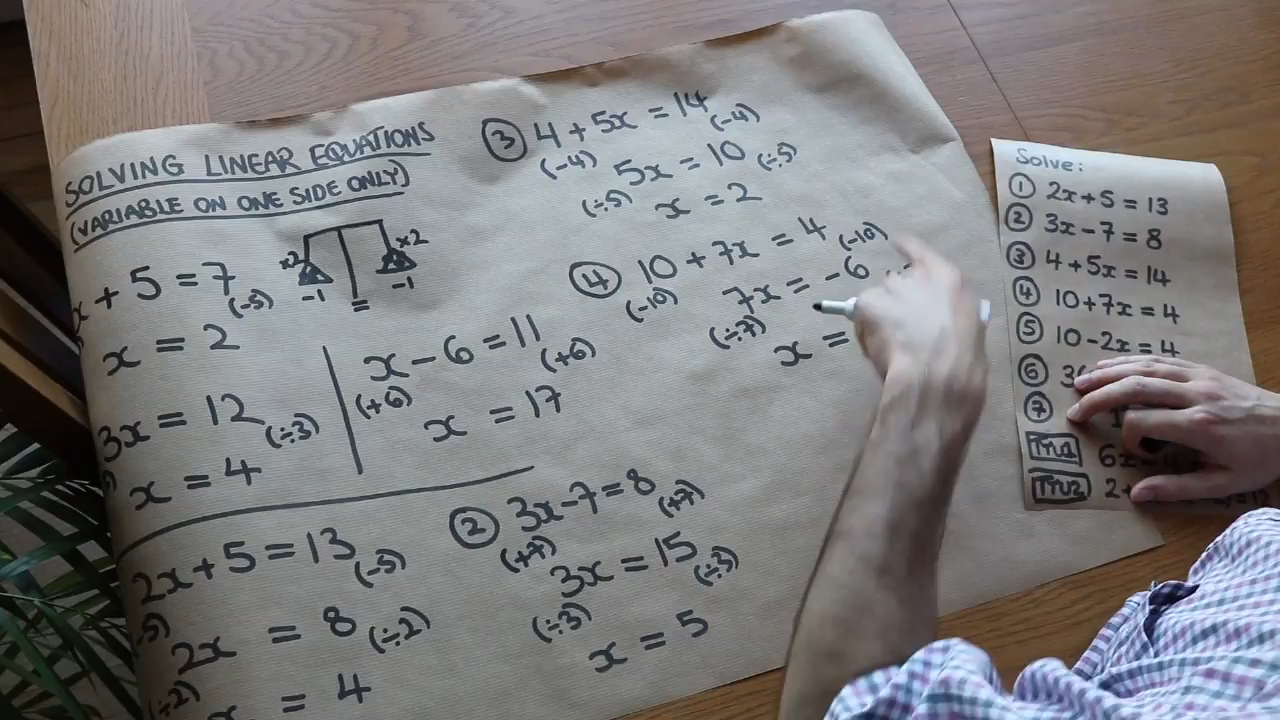 SOLVING LINEAR EQUATIONS
(VARIABLE ON ONE SIDE ONLY)
x + 5 = 7
(-5)
x = 2
×2 ×2
-1 = -1
3x = 12
(÷3)
x = 4
x - 6 = 11
(+6) (+6)
x = 17
2x + 5 = 13
(-5)
2x = 8 (÷2)
(÷2)
= 4
② 3x - 7 = 8 (+7)
(+7)
3x = 15 (÷3)
(÷3)
x = 5
③ 4 + 5x = 14 (-4)
(-4)
5x = 10 (÷5)
(÷5)
x = 2
④ 10 + 7x = 4 (-10)
(-10)
7x = -6
(÷7)
x =
Solve:
① 2x + 5 = 13
② 3x - 7 = 8
③ 4 + 5x = 14
④ 10 + 7x = 4
⑤ 10 - 2x = 4
⑥
⑦